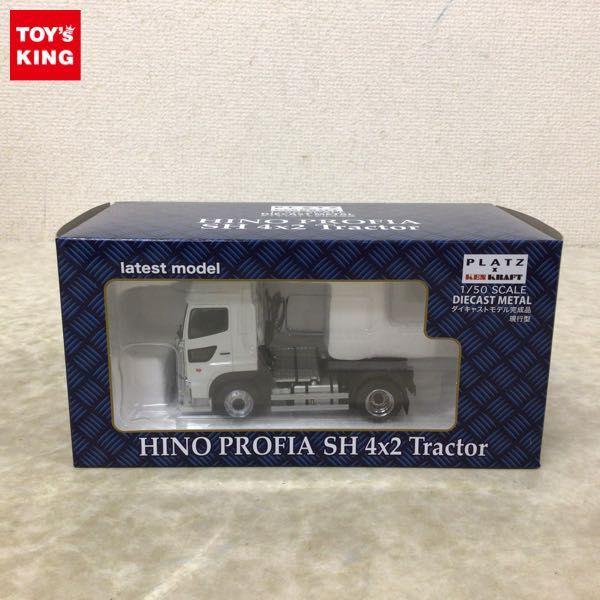 TOY'S
KING
HINO PROFIA
SH 4x2 Tractor
latest model
PLATZ
x
KEN KRAFT
1/50 SCALE
DIECAST METAL
ダイキャストモデル完成品
現行型
HINO PROFIA SH 4x2 Tractor